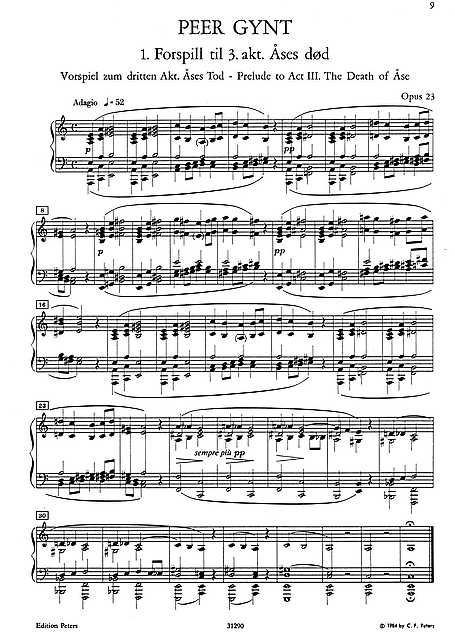 9
PEER GYNT
1. Forspill til 3. akt. Åses død
Vorspiel zum dritten Akt. Åses Tod - Prelude to Act III. The Death of Åse
Opus 23
Adagio ♩=52
p
pp
8
p
pp
16
pp
23
sempre più pp
30
Edition Peters
31290
© 1984 by C. F. Peters